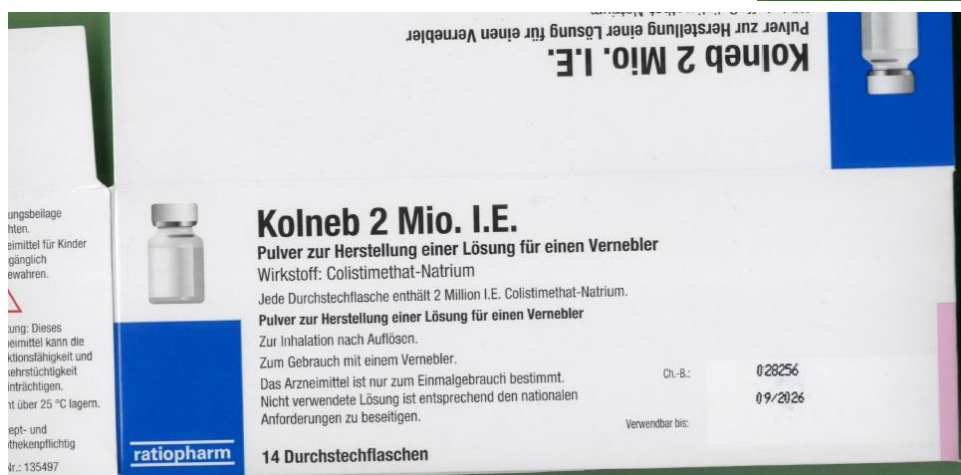 Pulver zur Herstellung einer Lösung für einen Vernebler
Kolneb 2 Mio. I.E.
ungsbeilage
hten.
eimittel für Kinder
gänglich
ewahren.
ung: Dieses
eimittel kann die
ktionsfähigkeit und
kehrstüchtigkeit
inträchtigen.
ht über 25 °C lagern.
ept- und
thekenpflichtig
Nr.: 135497
Kolneb 2 Mio. I.E.
Pulver zur Herstellung einer Lösung für einen Vernebler
Wirkstoff: Colistimethat-Natrium
Jede Durchstechflasche enthält 2 Million I.E. Colistimethat-Natrium.
Pulver zur Herstellung einer Lösung für einen Vernebler
Zur Inhalation nach Auflösen.
Zum Gebrauch mit einem Vernebler.
Das Arzneimittel ist nur zum Einmalgebrauch bestimmt.
Nicht verwendete Lösung ist entsprechend den nationalen
Anforderungen zu beseitigen.
14 Durchstechflaschen
Ch.-B.: 028256
09/2026
Verwendbar bis:
ratiopharm